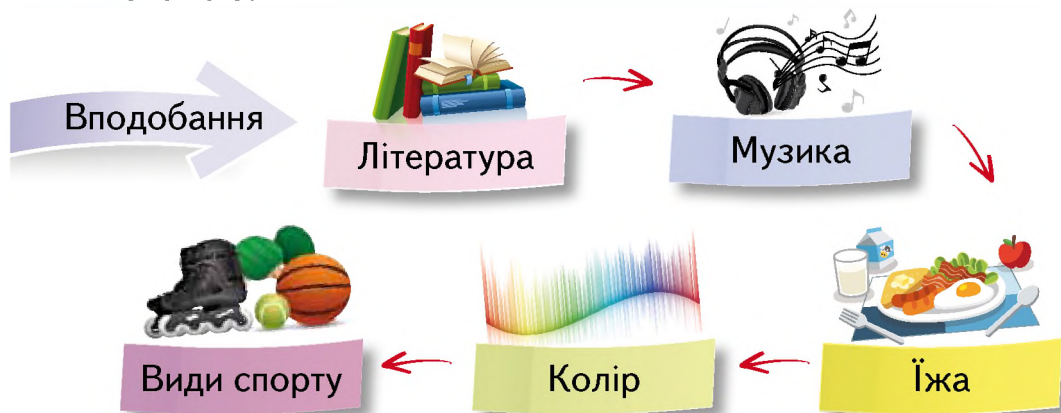 Вподобання
Література
Музика
Їжа
Колір
Види спорту